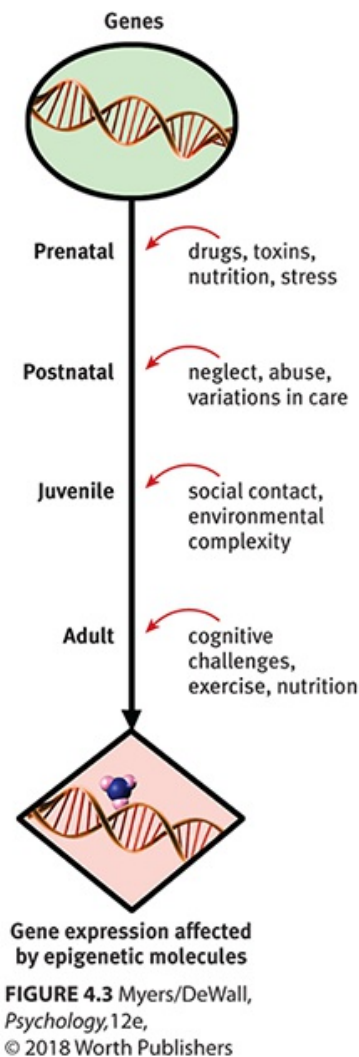 Genes
Prenatal
drugs, toxins,
nutrition, stress
Postnatal
neglect, abuse,
variations in care
Juvenile
social contact,
environmental
complexity
Adult
cognitive
challenges,
exercise, nutrition
Gene expression affected
by epigenetic molecules
FIGURE 4.3 Myers/DeWall,
Psychology,12e,
© 2018 Worth Publishers